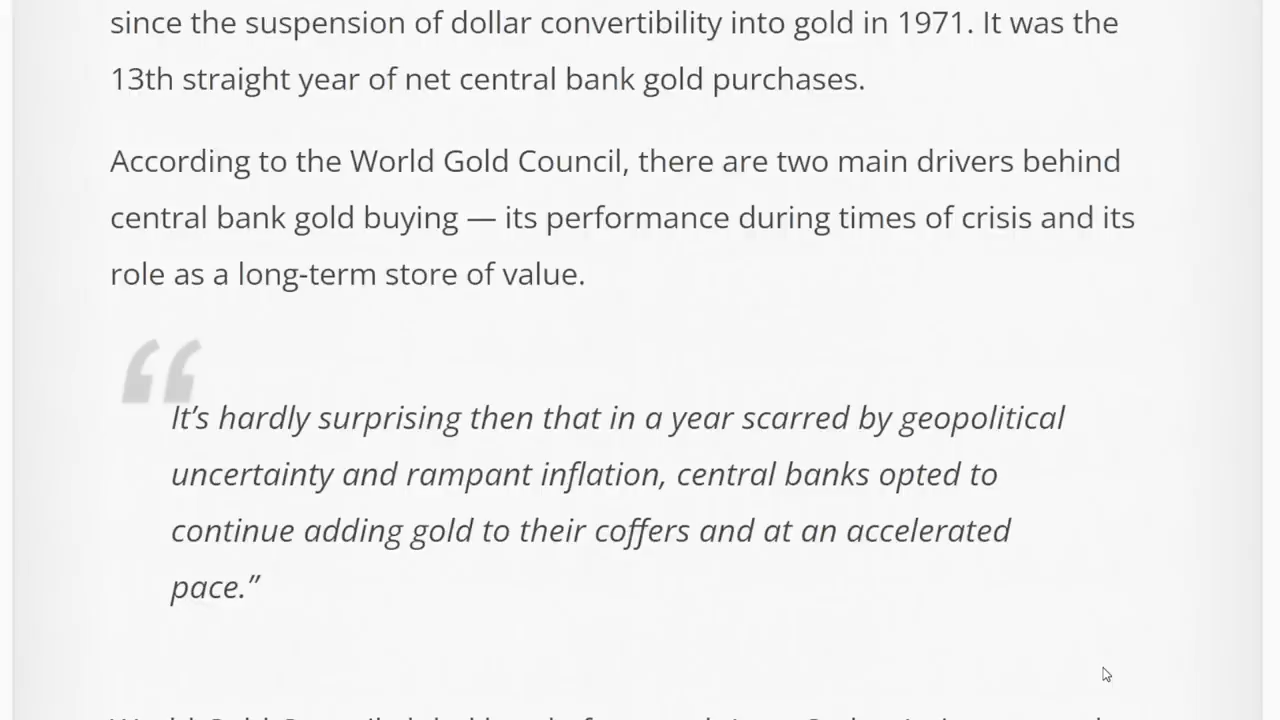 since the suspension of dollar convertibility into gold in 1971. It was the
13th straight year of net central bank gold purchases.
According to the World Gold Council, there are two main drivers behind
central bank gold buying — its performance during times of crisis and its
role as a long-term store of value.
“
It’s hardly surprising then that in a year scarred by geopolitical
uncertainty and rampant inflation, central banks opted to
continue adding gold to their coffers and at an accelerated
pace.”
World Gold Council